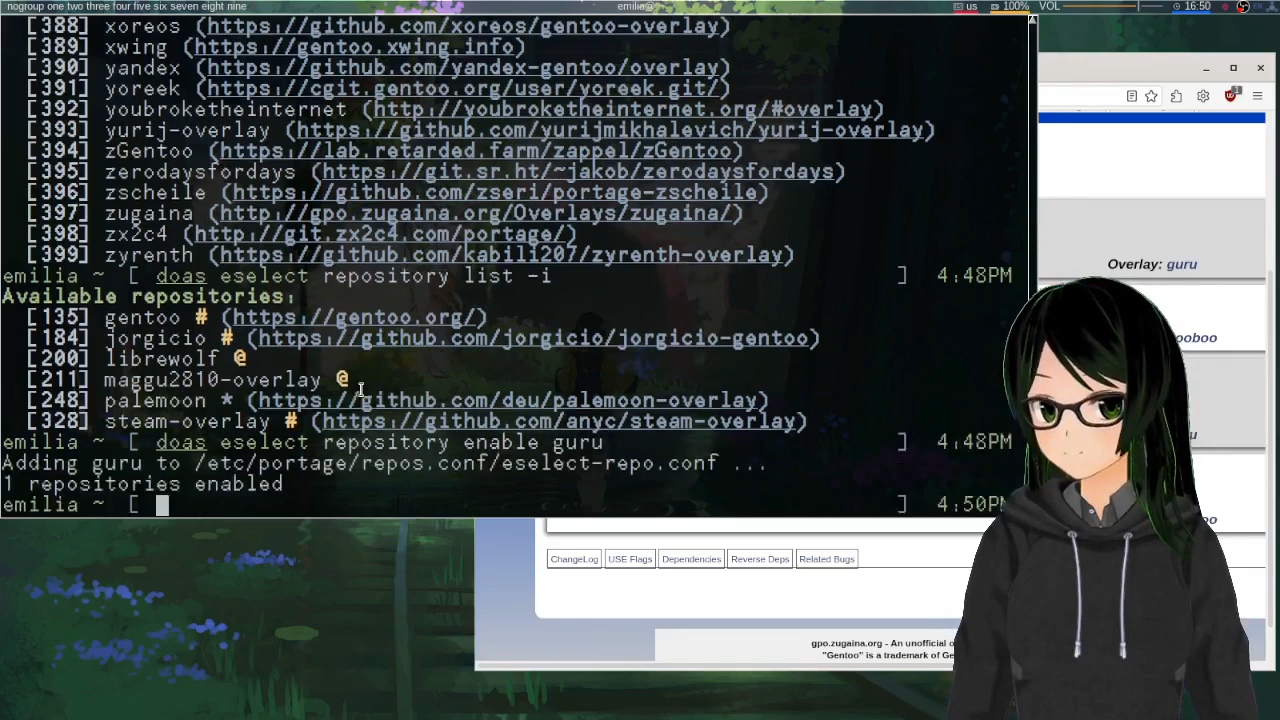 nogroup one two three four five six seven eight nine
emilia@
us 100% VOL 16:50 EN
[388] xoreos (https://github.com/xoreos/gentoo-overlay)
[389] xwing (https://gentoo.xwing.info)
[390] yandex (https://github.com/yandex-gentoo/overlay)
[391] yoreek (https://cgit.gentoo.org/user/yoreek.git/)
[392] youbroketheinternet (http://youbroketheinternet.org/#overlay)
[393] yurij-overlay (https://github.com/yurijmikhalevich/yurij-overlay)
[394] zGentoo (https://lab.retarded.farm/zappel/zGentoo)
[395] zerodaysfordays (https://git.sr.ht/~jakob/zerodaysfordays)
[396] zscheile (https://github.com/zseri/portage-zscheile)
[397] zugaina (http://gpo.zugaina.org/Overlays/zugaina/)
[398] zx2c4 (http://git.zx2c4.com/portage/)
[399] zyrenth (https://github.com/kabili207/zyrenth-overlay)
emilia ~ [ doas eselect repository list -i ] 4:48PM
Available repositories:
[135] gentoo # (https://gentoo.org/)
[184] jorgicio # (https://github.com/jorgicio/jorgicio-gentoo)
[200] librewolf @
[211] maggu2810-overlay @
[248] palemoon * (https://github.com/deu/palemoon-overlay)
[328] steam-overlay # (https://github.com/anyc/steam-overlay)
emilia ~ [ doas eselect repository enable guru ] 4:48PM
Adding guru to /etc/portage/repos.conf/eselect-repo.conf ...
1 repositories enabled
emilia ~ [ ] 4:50PM
Overlay: guru
ooboo
u
oo
ChangeLog USE Flags Dependencies Reverse Deps Related Bugs
gpo.zugaina.org - An unofficial o
"Gentoo" is a trademark of Ge